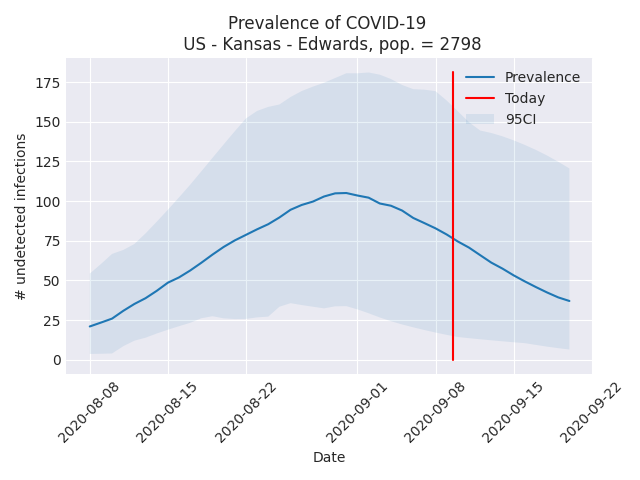 Prevalence of COVID-19
US - Kansas - Edwards, pop. = 2798
Prevalence
Today
95CI
# undetected infections
175
150
125
100
75
50
25
0
2020-08-08
2020-08-15
2020-08-22
2020-09-01
2020-09-08
2020-09-15
2020-09-22
Date